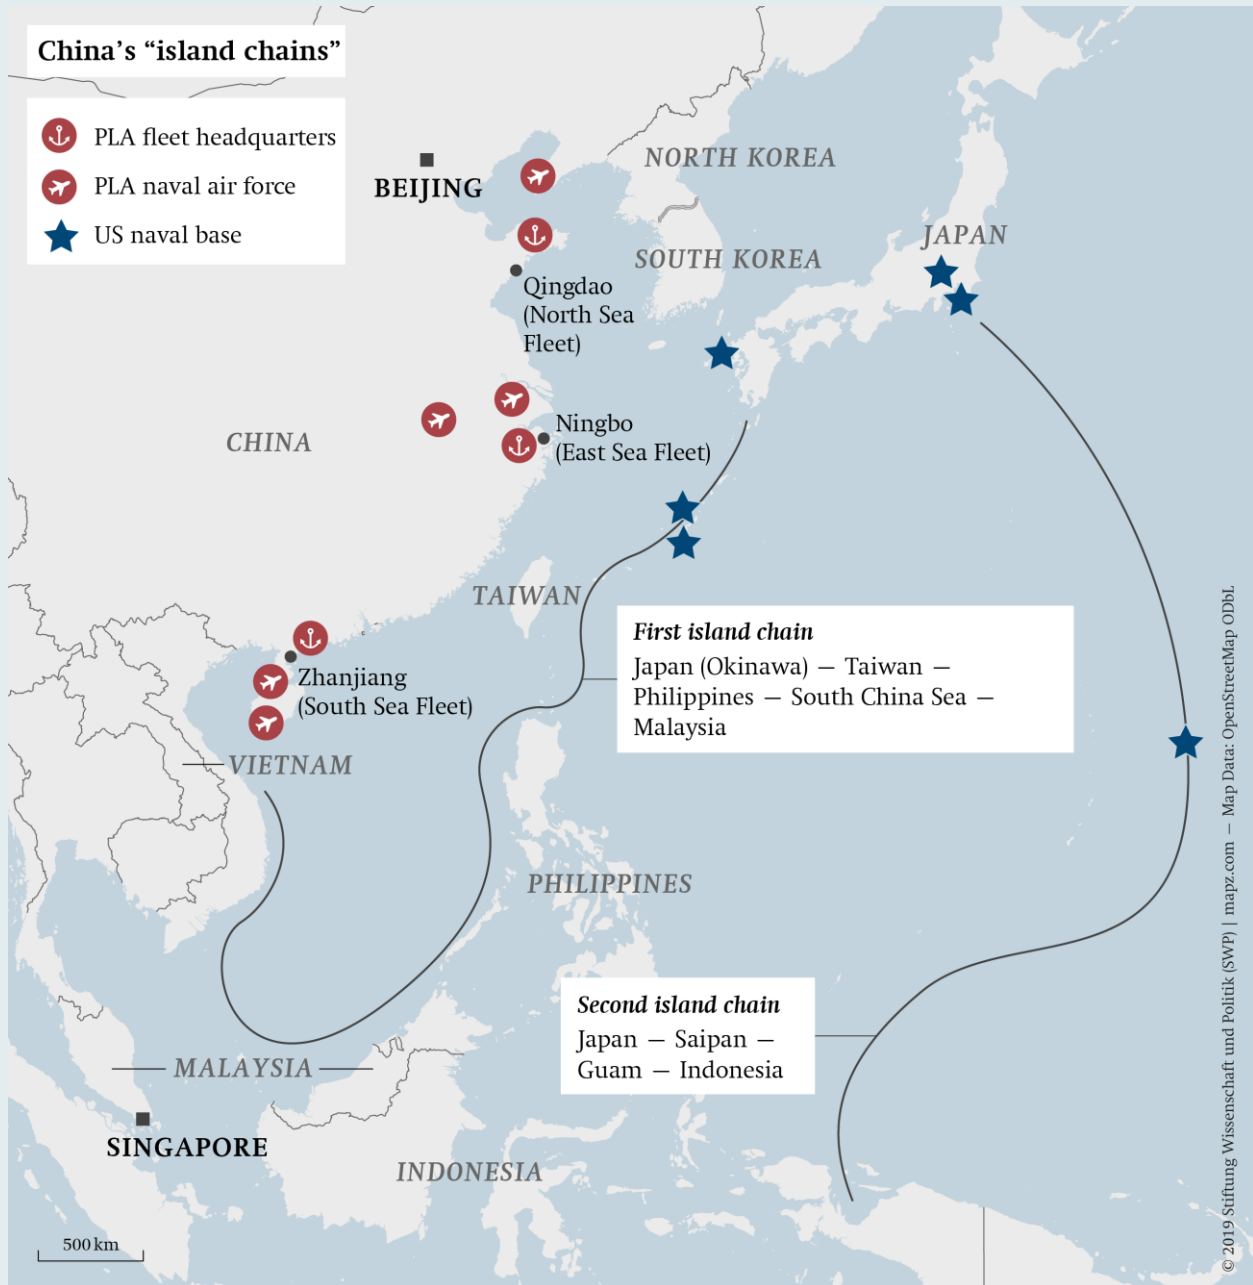 China’s “island chains”
PLA fleet headquarters
PLA naval air force
US naval base
BEIJING
NORTH KOREA
SOUTH KOREA
JAPAN
Qingdao
(North Sea
Fleet)
CHINA
Ningbo
(East Sea Fleet)
TAIWAN
First island chain
Japan (Okinawa) — Taiwan —
Philippines — South China Sea —
Malaysia
Zhanjiang
(South Sea Fleet)
VIETNAM
PHILIPPINES
Second island chain
Japan — Saipan —
Guam — Indonesia
MALAYSIA
SINGAPORE
INDONESIA
500 km
© 2019 Stiftung Wissenschaft und Politik (SWP) | mapz.com — Map Data: OpenStreetMap ODbL